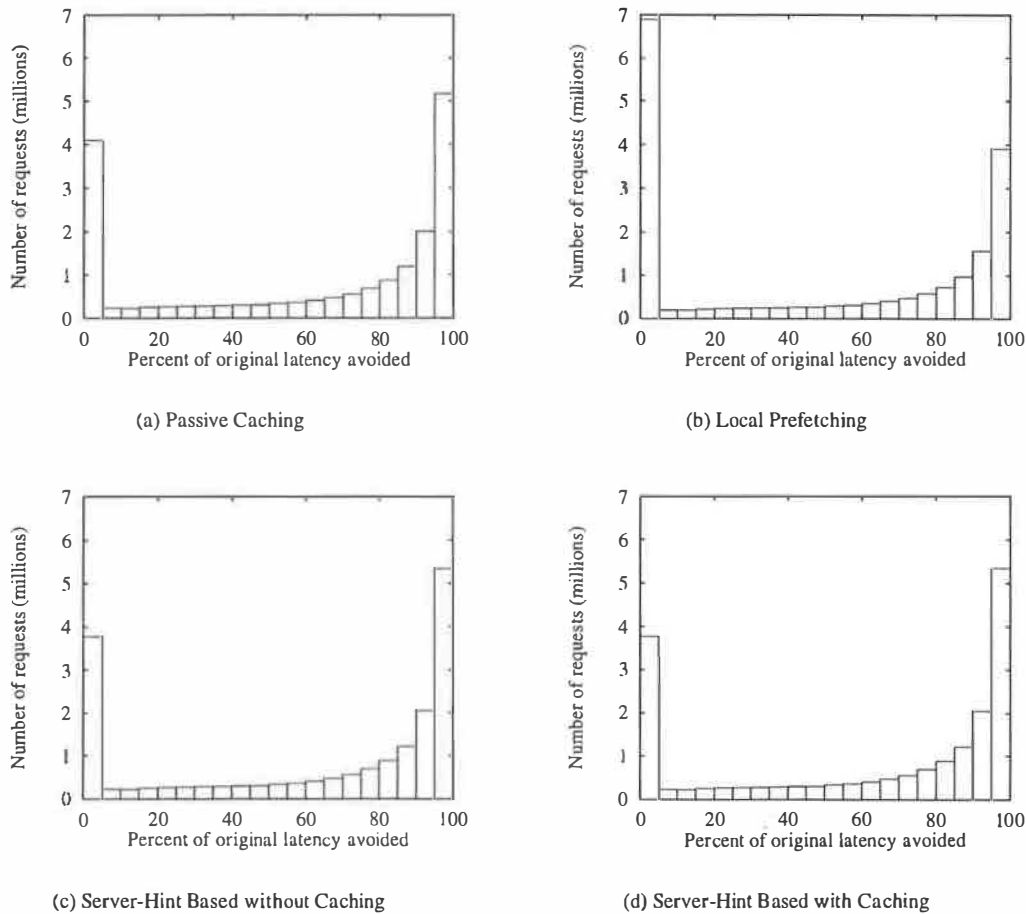 7
6
5
4
3
2
1
0
Number of requests (millions)
0 20 40 60 80 100
Percent of original latency avoided
(a) Passive Caching
7
6
5
4
3
2
1
0
Number of requests (millions)
0 20 40 60 80 100
Percent of original latency avoided
(b) Local Prefetching
7
6
5
4
3
2
1
0
Number of requests (millions)
0 20 40 60 80 100
Percent of original latency avoided
(c) Server-Hint Based without Caching
7
6
5
4
3
2
1
0
Number of requests (millions)
0 20 40 60 80 100
Percent of original latency avoided
(d) Server-Hint Based with Caching